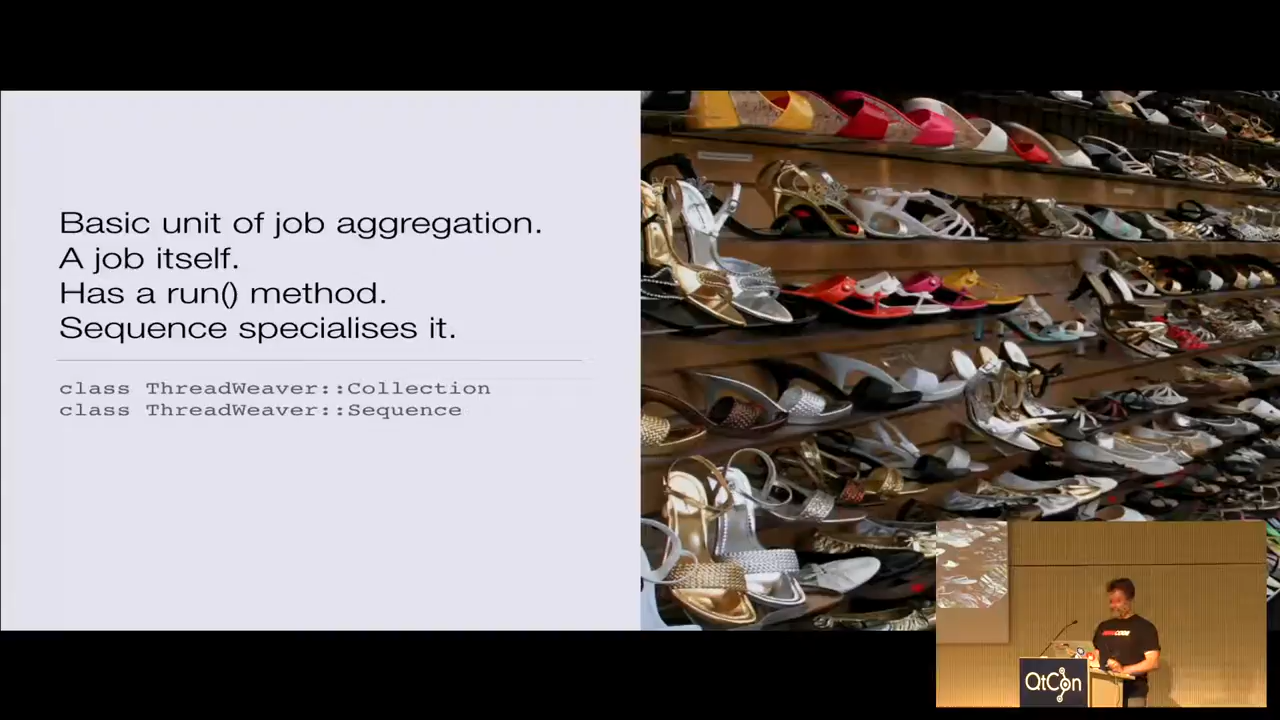 Basic unit of job aggregation.
A job itself.
Has a run() method.
Sequence specialises it.
class ThreadWeaver::Collection
class ThreadWeaver::Sequence
QtCon